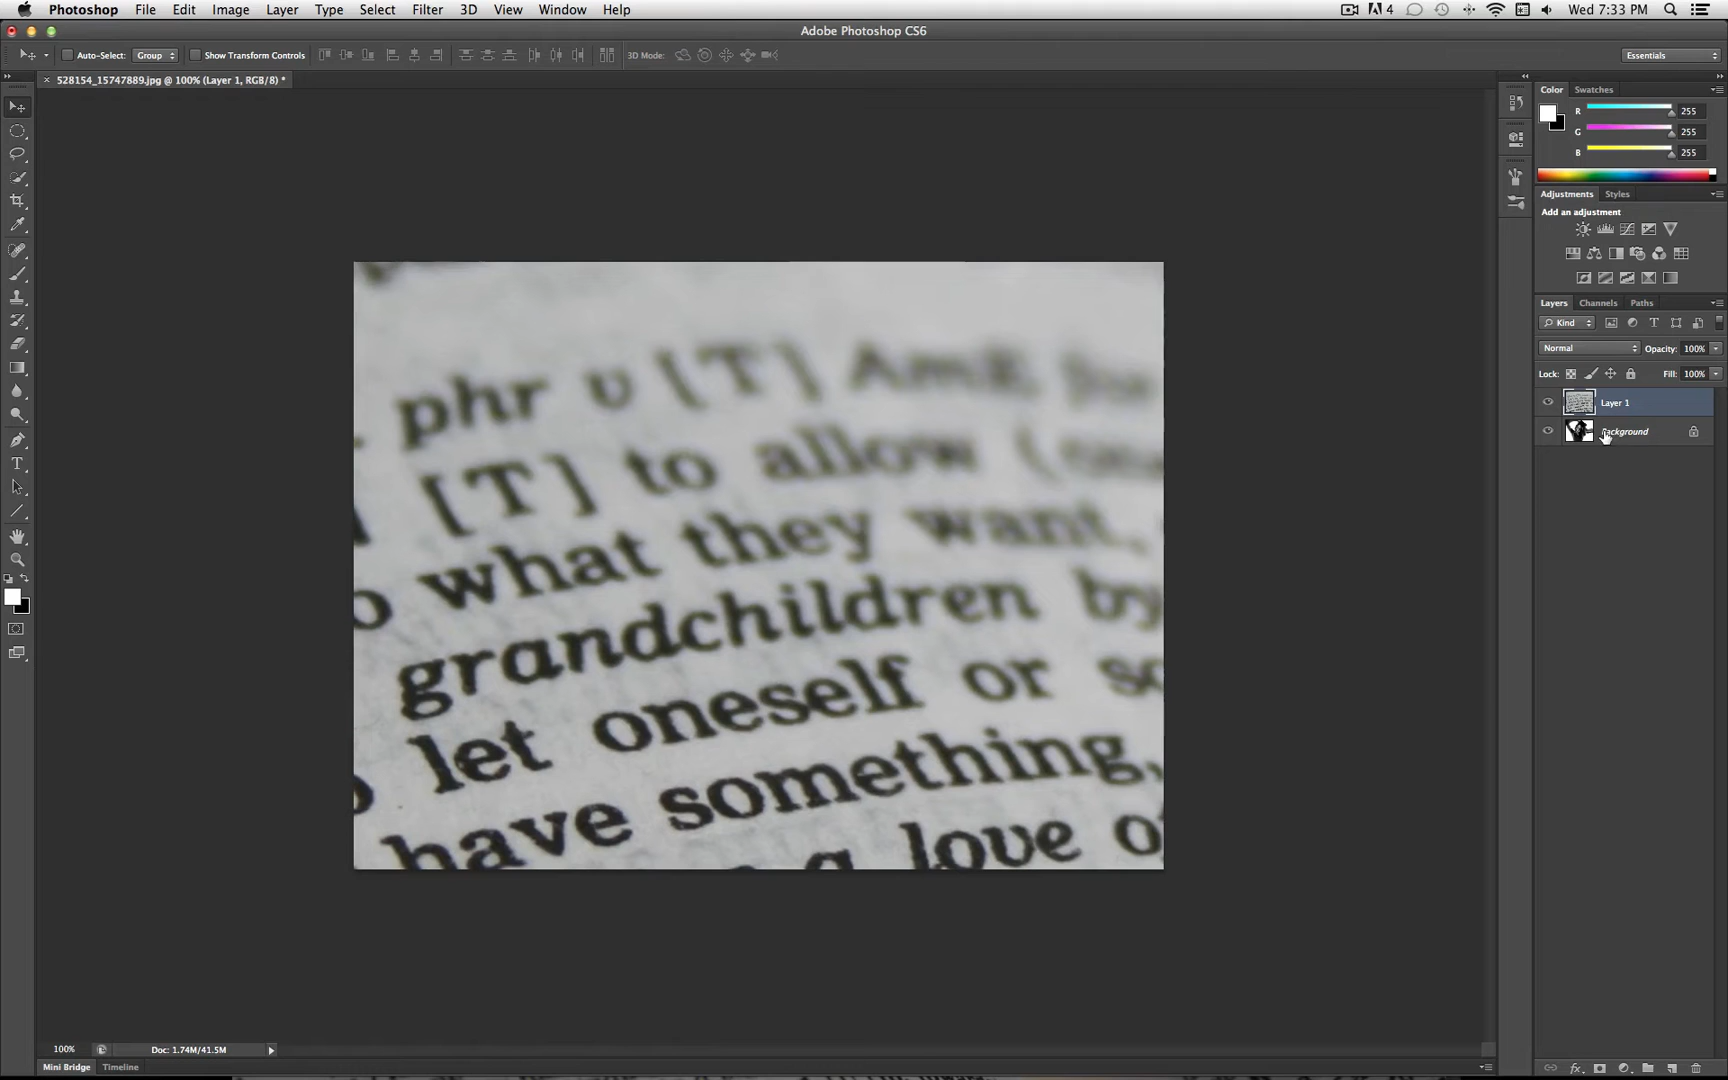 Photoshop File Edit Image Layer Type Select Filter 3D View Window Help
4 Wed 7:33 PM
Adobe Photoshop CS6
Auto-Select: Group Show Transform Controls 3D Mode: Essentials
528154_15747889.jpg @ 100% (Layer 1, RGB/8) *
Color Swatches
R 255
G 255
B 255
Adjustments Styles
Add an adjustment
Layers Channels Paths
Kind
Normal Opacity: 100%
Lock: Fill: 100%
Layer 1
phr v [T] AmE
[T] to allow
what they want,
grandchildren by
let oneself or
have something,
a love
100% Doc: 1.74M/41.5M
Mini Bridge Timeline